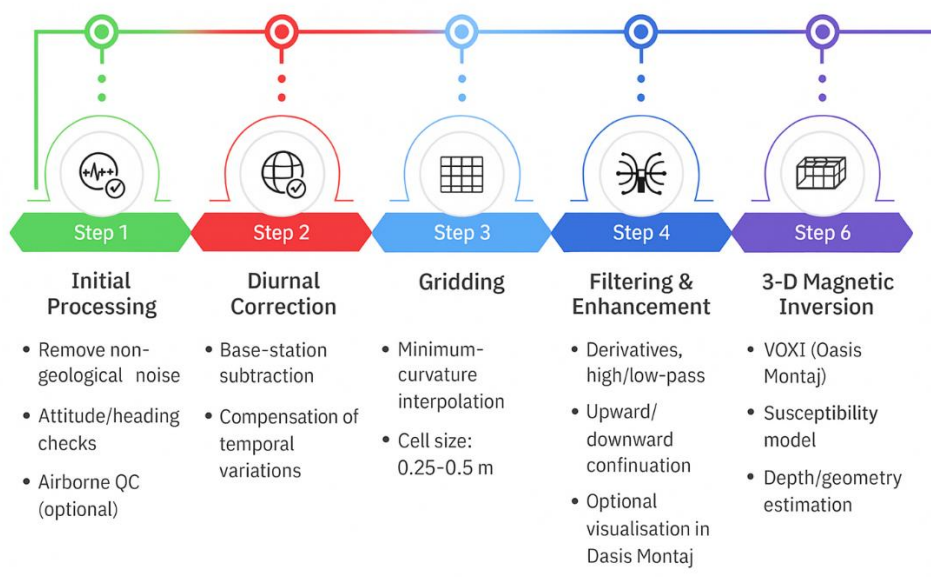 Step 1
Initial
Processing
• Remove non-
geological noise
• Attitude/heading
checks
• Airborne QC
(optional)
Step 2
Diurnal
Correction
• Base-station
subtraction
• Compensation of
temporal
variations
Step 3
Gridding
• Minimum-
curvature
interpolation
• Cell size:
0.25-0.5 m
Step 4
Filtering &
Enhancement
• Derivatives,
high/low-pass
• Upward/
downward
confinuation
• Optional
visualisation in
Dasis Montaj
Step 6
3-D Magnetic
Inversion
• VOXI (Oasis
Montaj)
• Susceptibility
model
• Depth/geometry
estimation